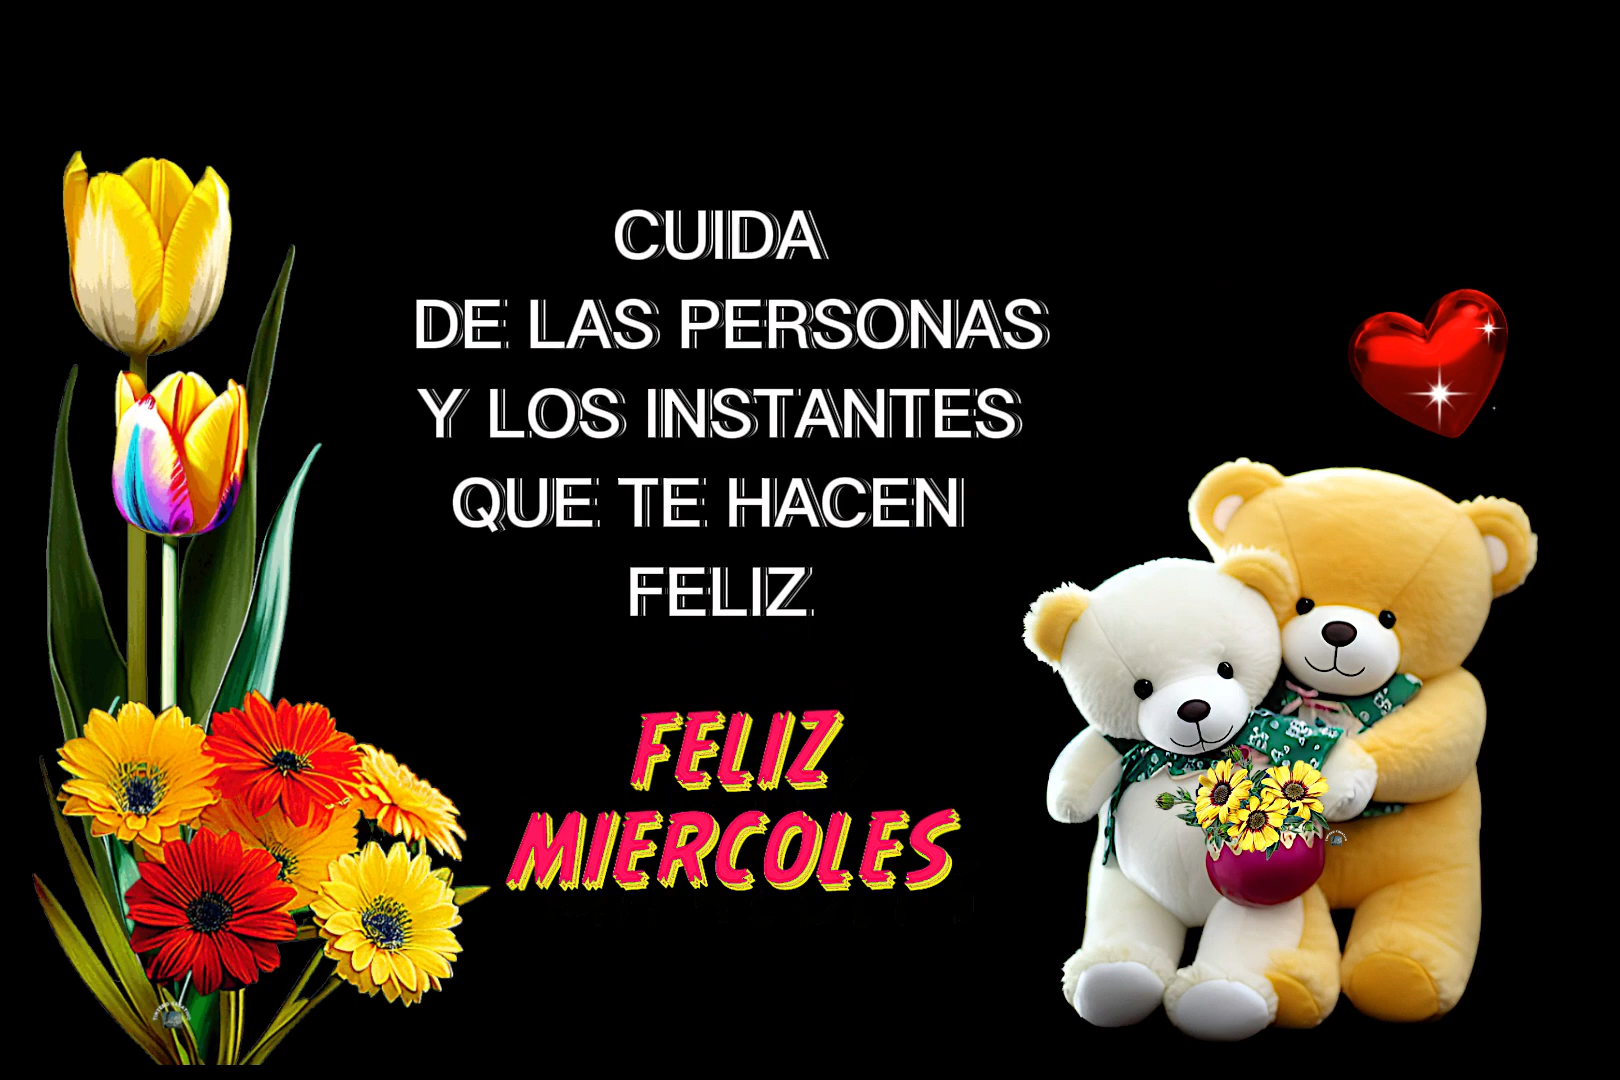 CUIDA
DE LAS PERSONAS
Y LOS INSTANTES
QUE TE HACEN
FELIZ
FELIZ
MIERCOLES